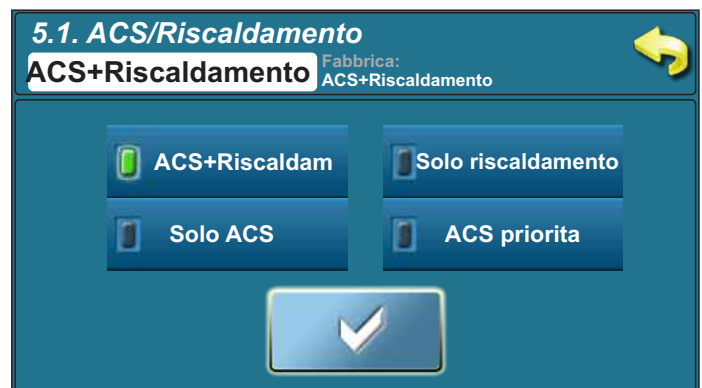 5.1. ACS/Riscaldamento
ACS+Riscaldamento
Fabbrica:
ACS+Riscaldamento
ACS+Riscaldam
Solo riscaldamento
Solo ACS
ACS priorita